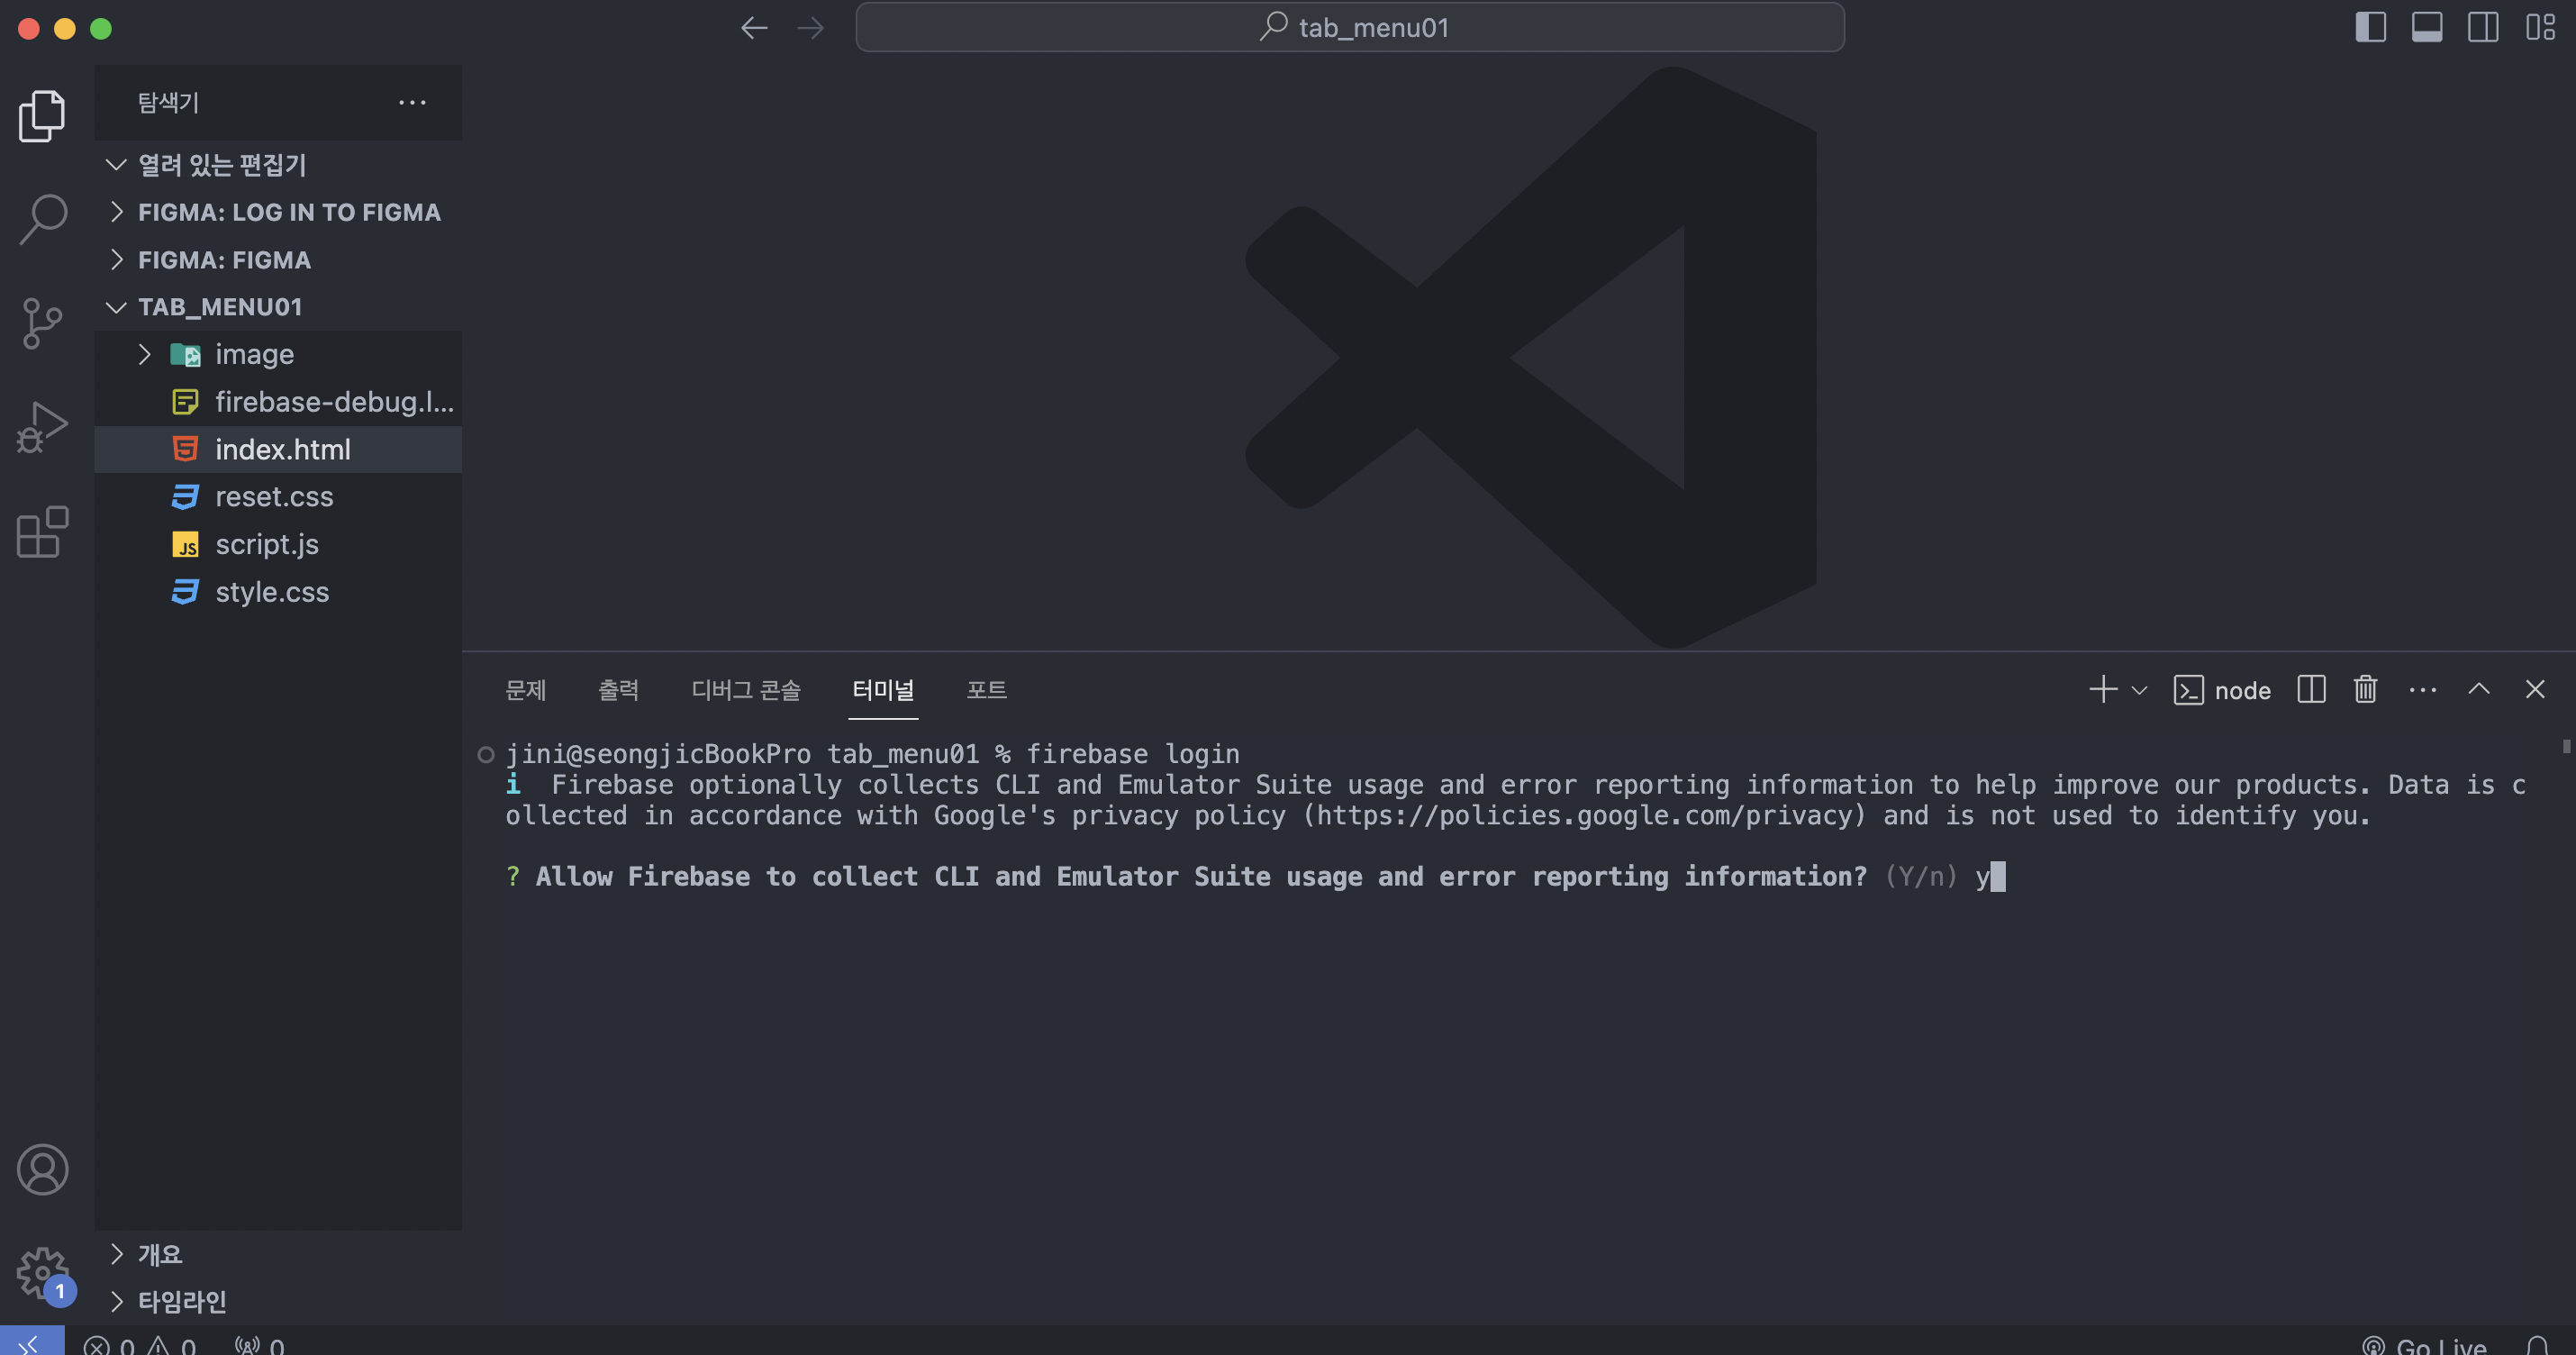 tab_menu01
탐색기
열려 있는 편집기
FIGMA: LOG IN TO FIGMA
FIGMA: FIGMA
TAB_MENU01
image
firebase-debug.l...
index.html
reset.css
JS script.js
style.css
개요
타임라인
1
문제 출력 디버그 콘솔 터미널 포트
node
jini@seongjicBookPro tab_menu01 % firebase login
i Firebase optionally collects CLI and Emulator Suite usage and error reporting information to help improve our products. Data is c
ollected in accordance with Google's privacy policy (https://policies.google.com/privacy) and is not used to identify you.
? Allow Firebase to collect CLI and Emulator Suite usage and error reporting information? (Y/n) y
0 0 0
Go Live